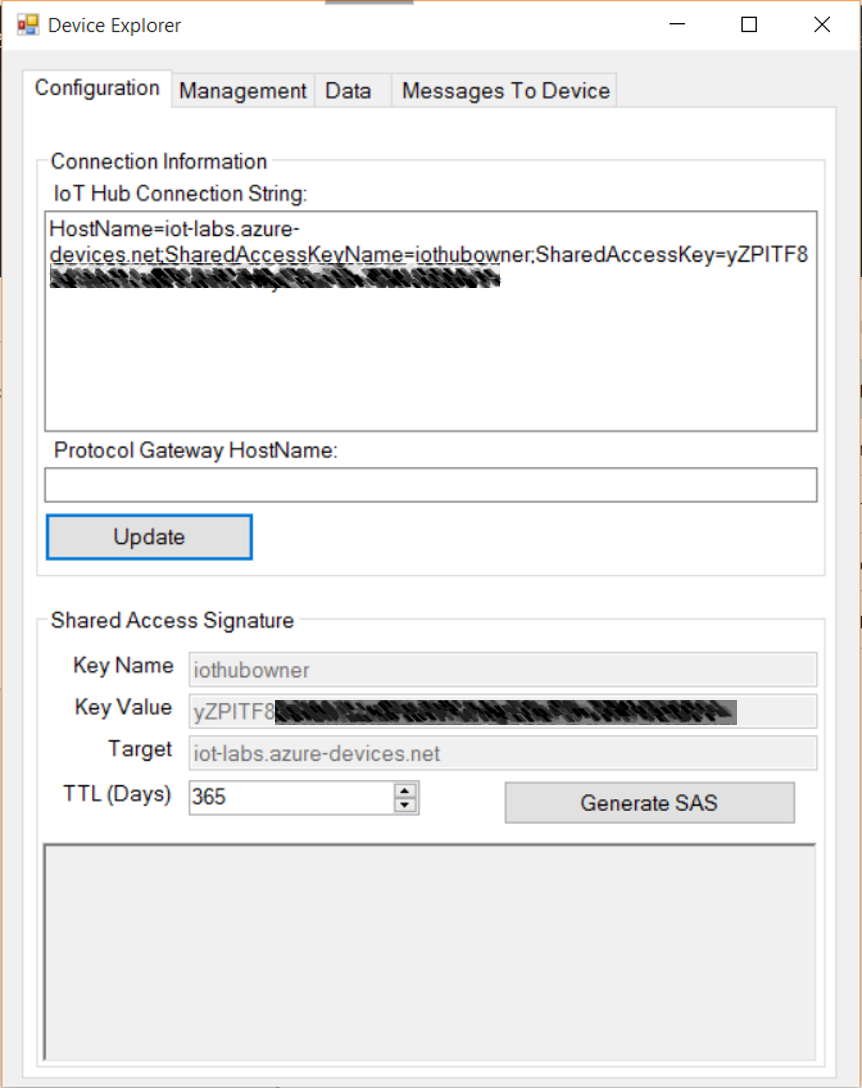 Device Explorer
Configuration Management Data Messages To Device
Connection Information
IoT Hub Connection String:
HostName=iot-labs.azure-
devices.net;SharedAccessKeyName=iothubowner;SharedAccessKey=yZPITF8
Protocol Gateway HostName:
Update
Shared Access Signature
Key Name iothubowner
Key Value yZPITF8
Target iot-labs.azure-devices.net
TTL (Days) 365
Generate SAS